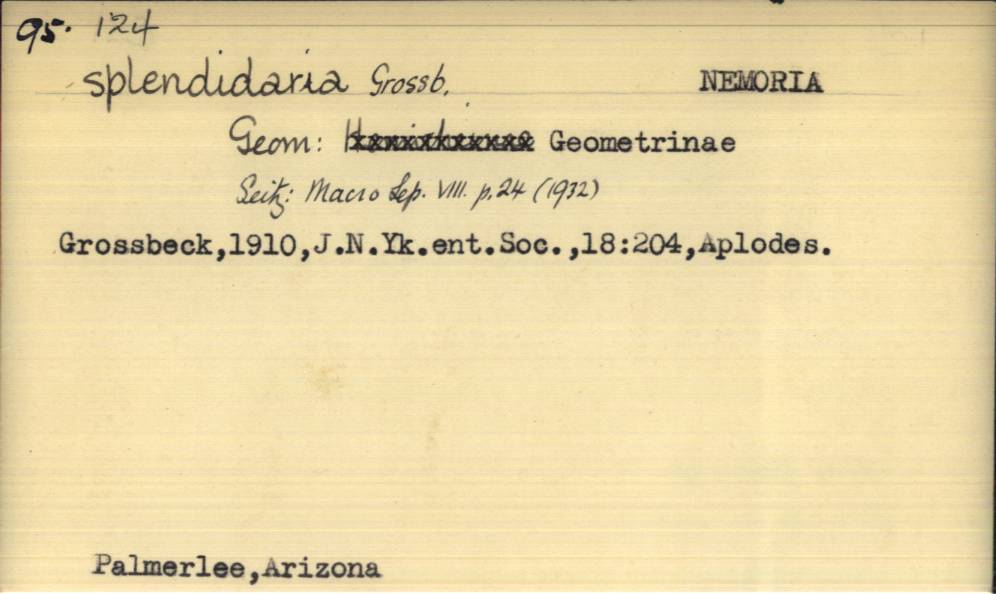 95. 124
splendidaria Grossb. NEMORIA
Geom: Geometrinae
Seitz: Macro Lep. VIII. p.24 (1932)
Grossbeck,1910,J.N.Yk.ent.Soc.,18:204,Aplodes.
Palmerlee,Arizona